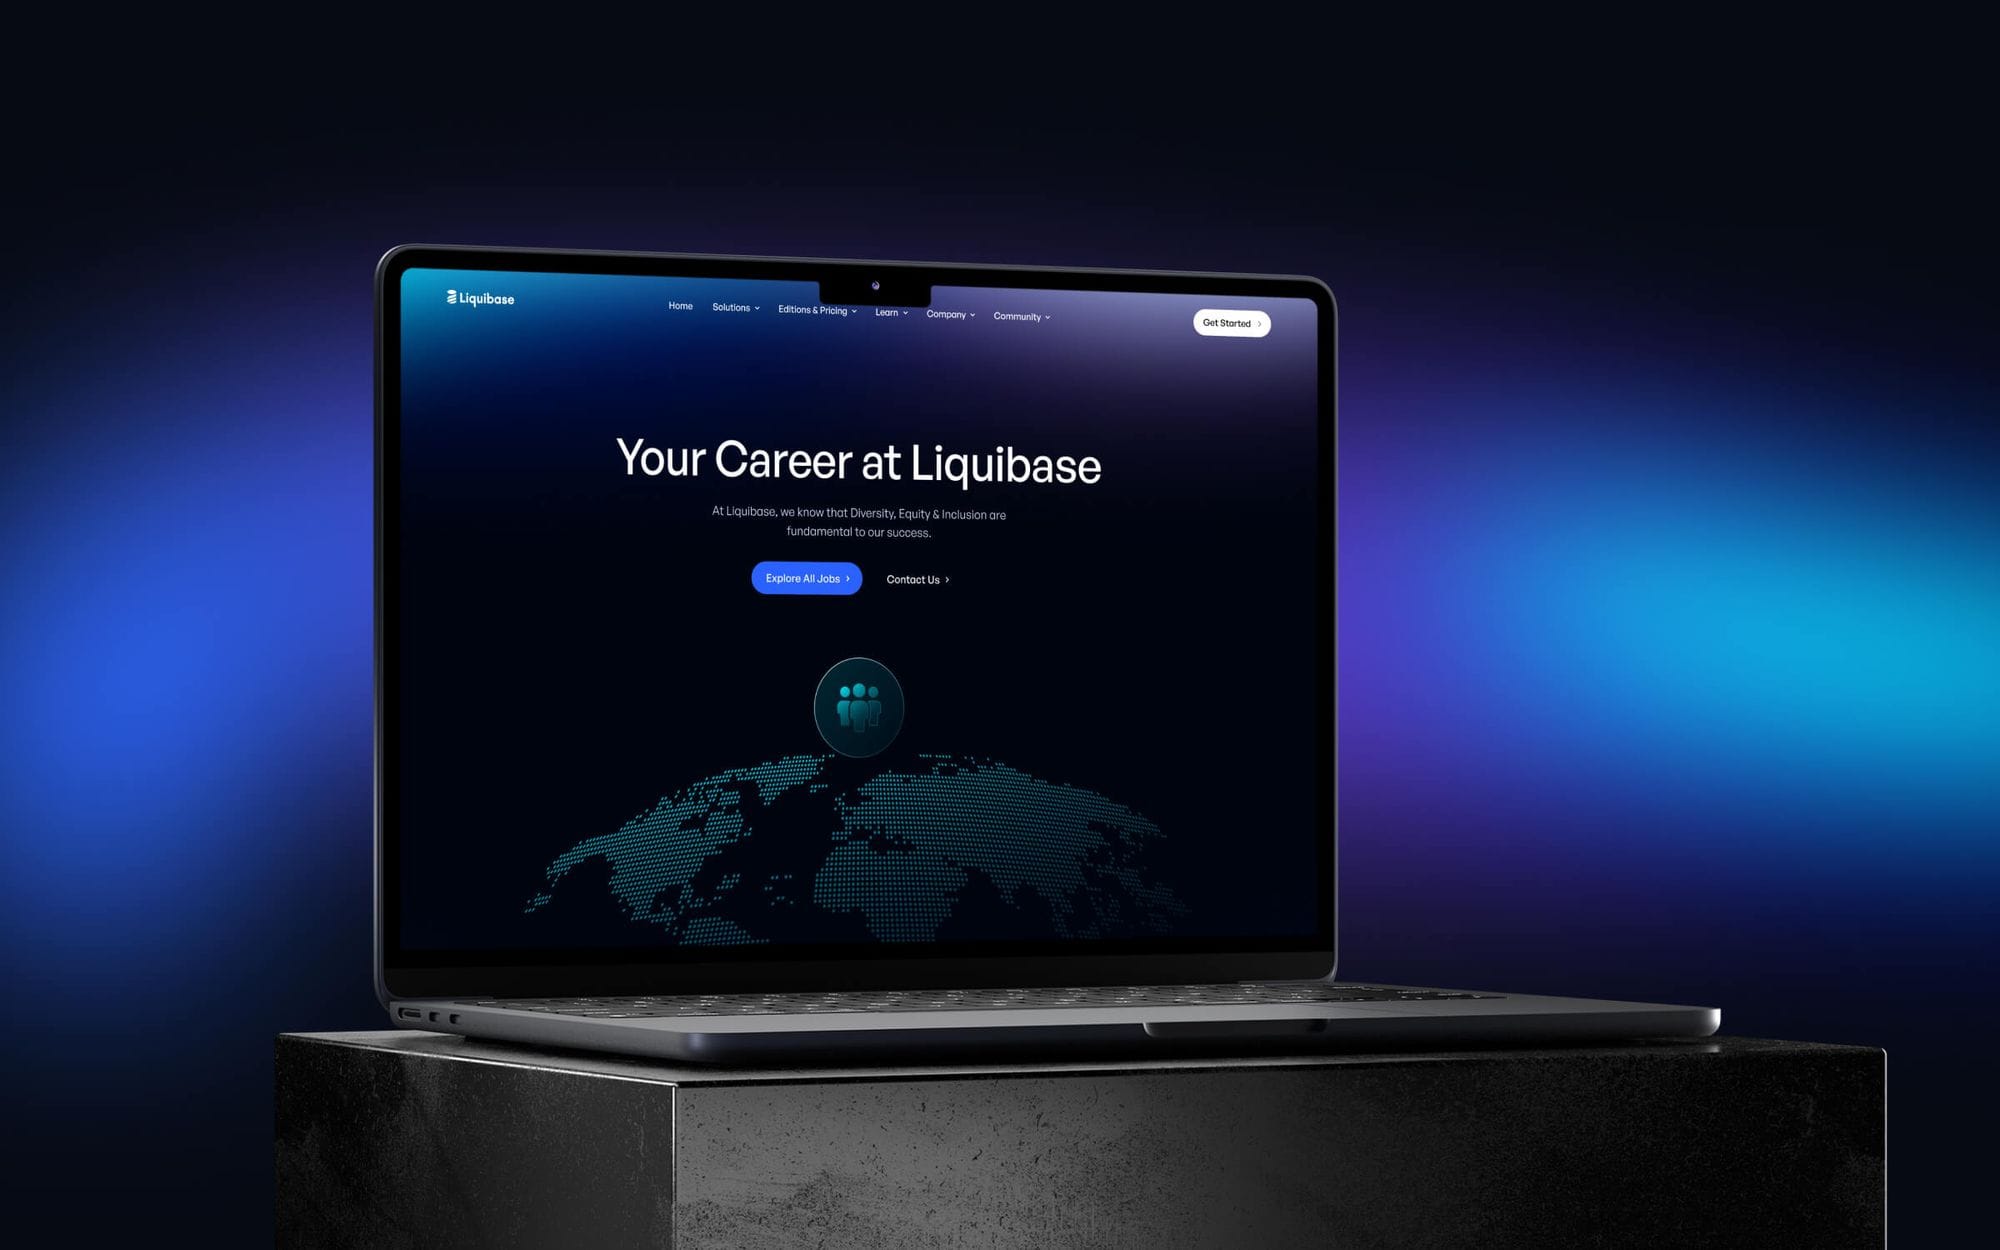 Liquibase
Home
Solutions
Editions & Pricing
Learn
Company
Community
Get Started
Your Career at Liquibase
At Liquibase, we know that Diversity, Equity & Inclusion are
fundamental to our success.
Explore All Jobs
Contact Us